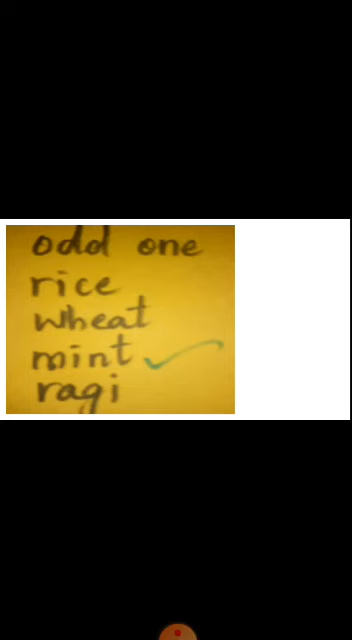 odd one
rice
wheat
mint
ragi